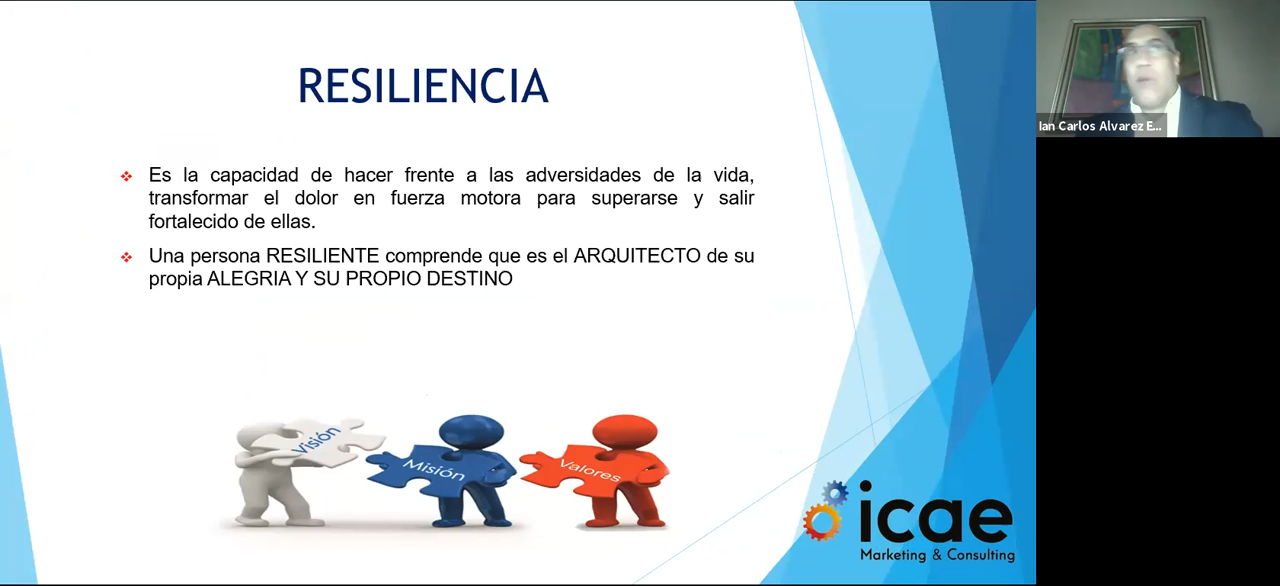 RESILIENCIA
Ian Carlos Alvarez E...
❖ Es la capacidad de hacer frente a las adversidades de la vida,
transformar el dolor en fuerza motora para superarse y salir
fortalecido de ellas.
❖ Una persona RESILIENTE comprende que es el ARQUITECTO de su
propia ALEGRIA Y SU PROPIO DESTINO
Visión
Misión
Valores
icae
Marketing & Consulting